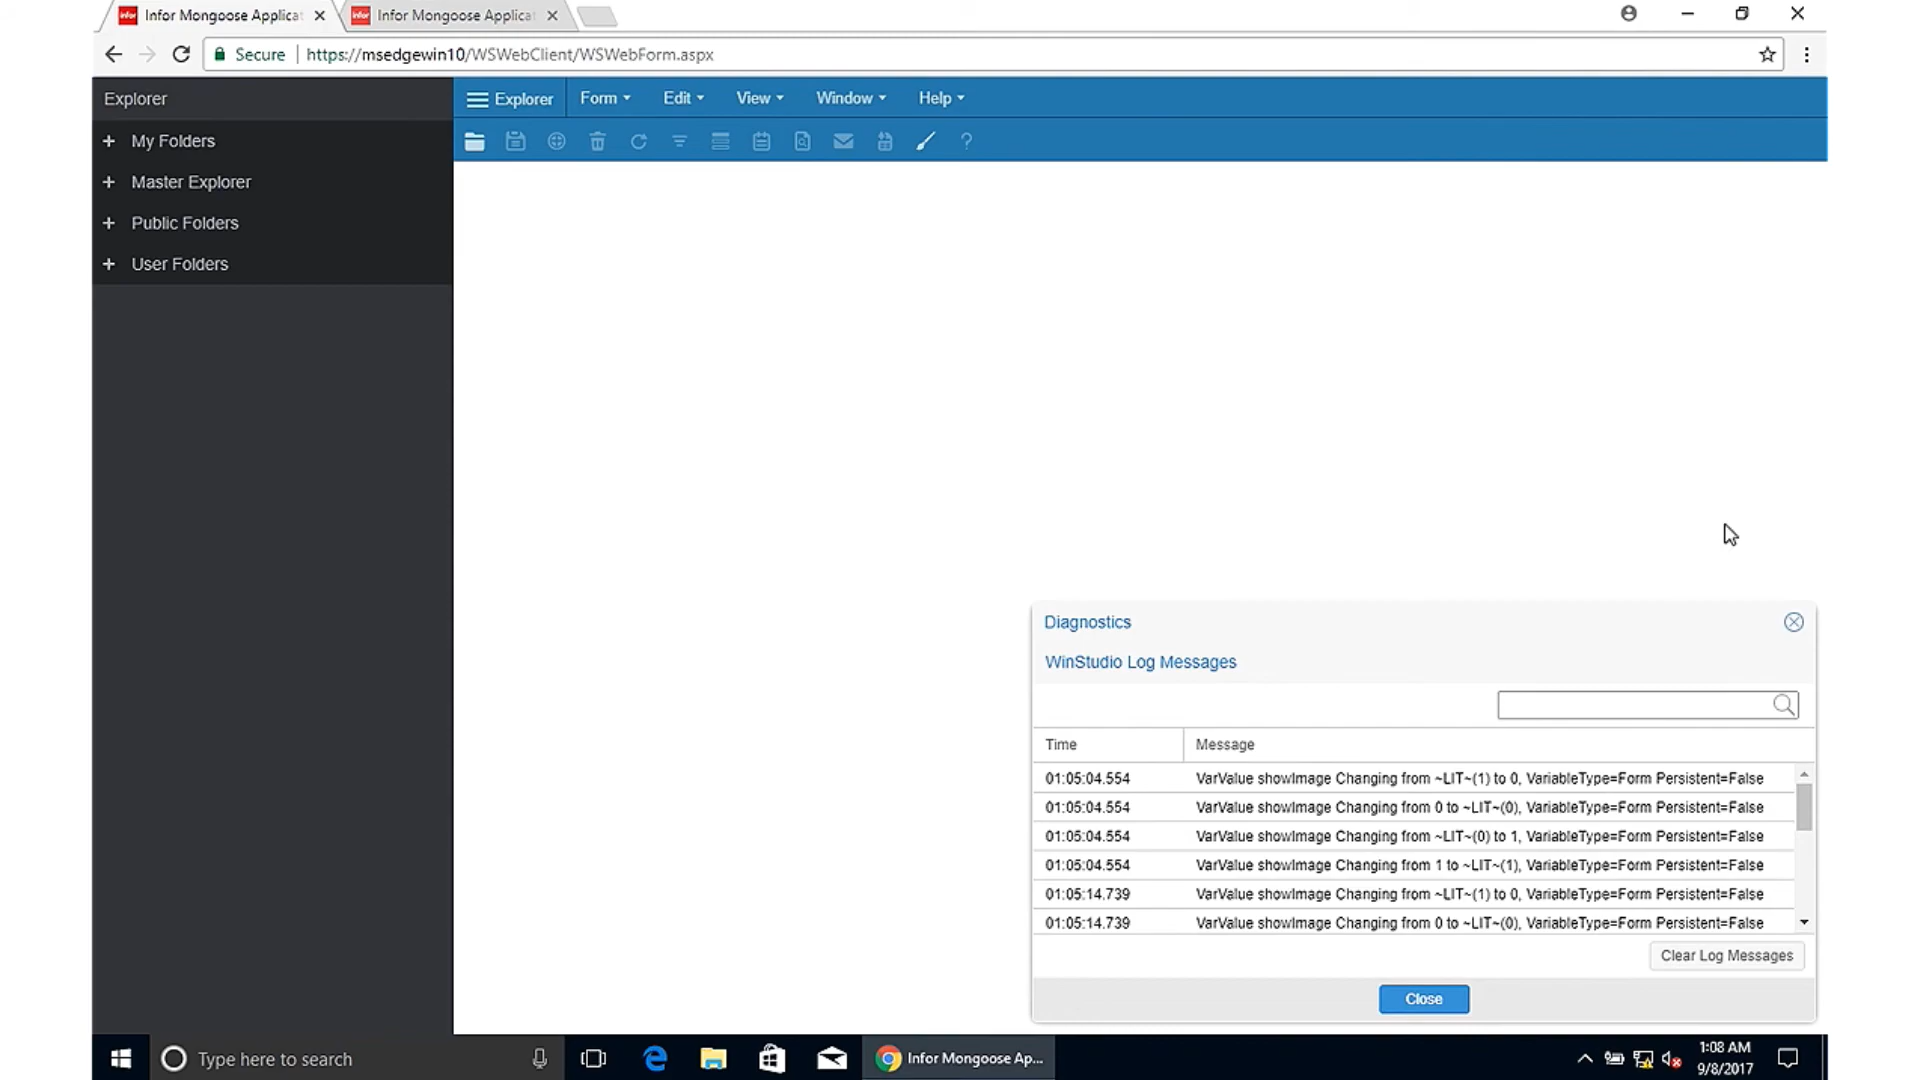 infor Infor Mongoose Applicat
infor Infor Mongoose Applicat
Secure https://msedgewin10/WSWebClient/WSWebForm.aspx
Explorer
+ My Folders
+ Master Explorer
+ Public Folders
+ User Folders
Explorer Form Edit View Window Help
?
Diagnostics
WinStudio Log Messages
Time Message
01:05:04.554 VarValue showImage Changing from ~LIT~(1) to 0, VariableType=Form Persistent=False
01:05:04.554 VarValue showImage Changing from 0 to ~LIT~(0), VariableType=Form Persistent=False
01:05:04.554 VarValue showImage Changing from ~LIT~(0) to 1, VariableType=Form Persistent=False
01:05:04.554 VarValue showImage Changing from 1 to ~LIT~(1), VariableType=Form Persistent=False
01:05:14.739 VarValue showImage Changing from ~LIT~(1) to 0, VariableType=Form Persistent=False
01:05:14.739 VarValue showImage Changing from 0 to ~LIT~(0), VariableType=Form Persistent=False
Clear Log Messages
Close
Type here to search
Infor Mongoose Ap...
1:08 AM
9/8/2017